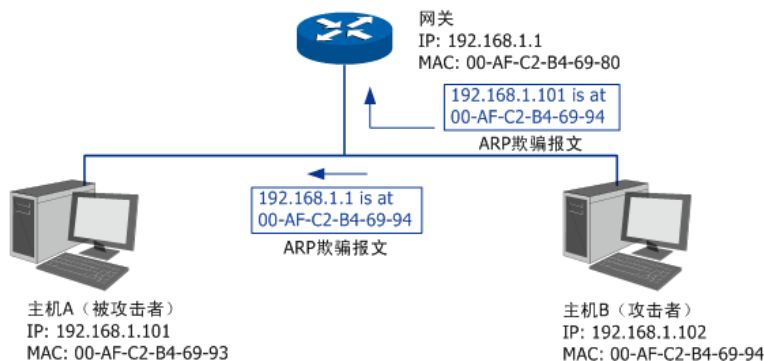 网关
IP: 192.168.1.1
MAC: 00-AF-C2-B4-69-80
192.168.1.101 is at
00-AF-C2-B4-69-94
ARP欺骗报文
192.168.1.1 is at
00-AF-C2-B4-69-94
ARP欺骗报文
主机A（被攻击者）
IP: 192.168.1.101
MAC: 00-AF-C2-B4-69-93
主机B（攻击者）
IP: 192.168.1.102
MAC: 00-AF-C2-B4-69-94